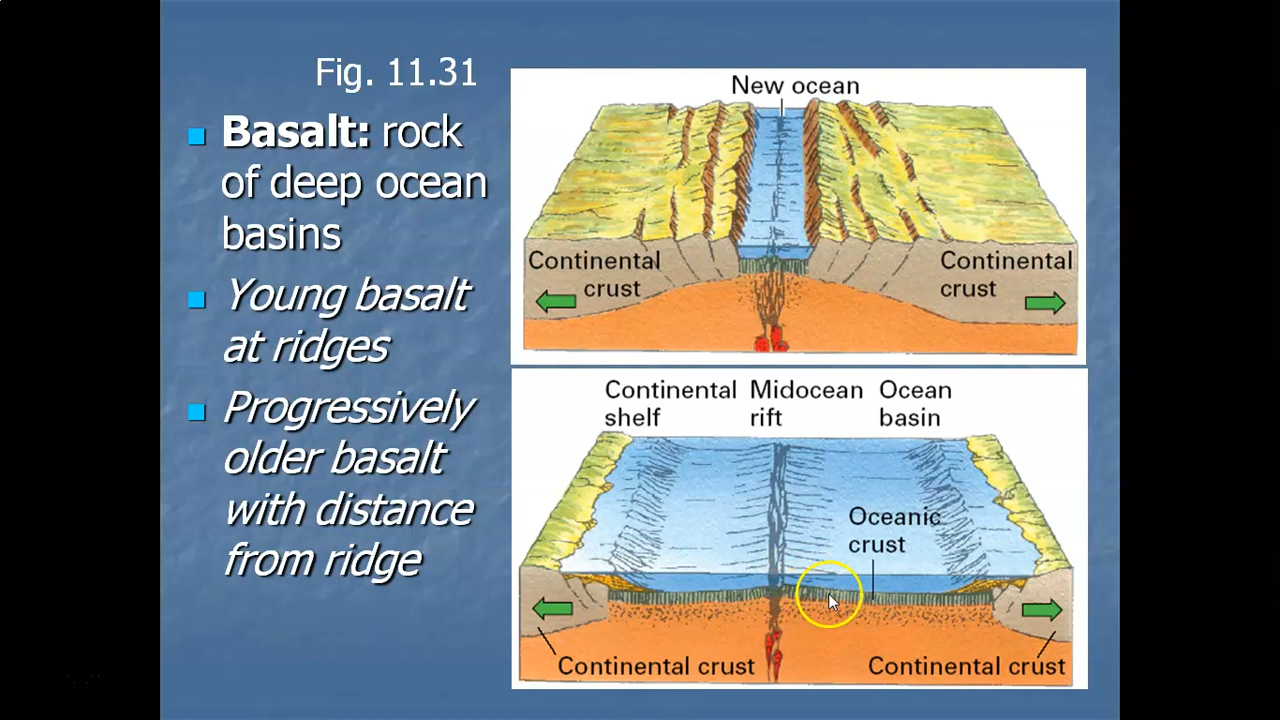 Fig. 11.31
Basalt: rock
of deep ocean
basins
Young basalt
at ridges
Progressively
older basalt
with distance
from ridge
New ocean
Continental
crust
Continental
crust
Continental
shelf
Midocean
rift
Ocean
basin
Oceanic
crust
Continental crust
Continental crust